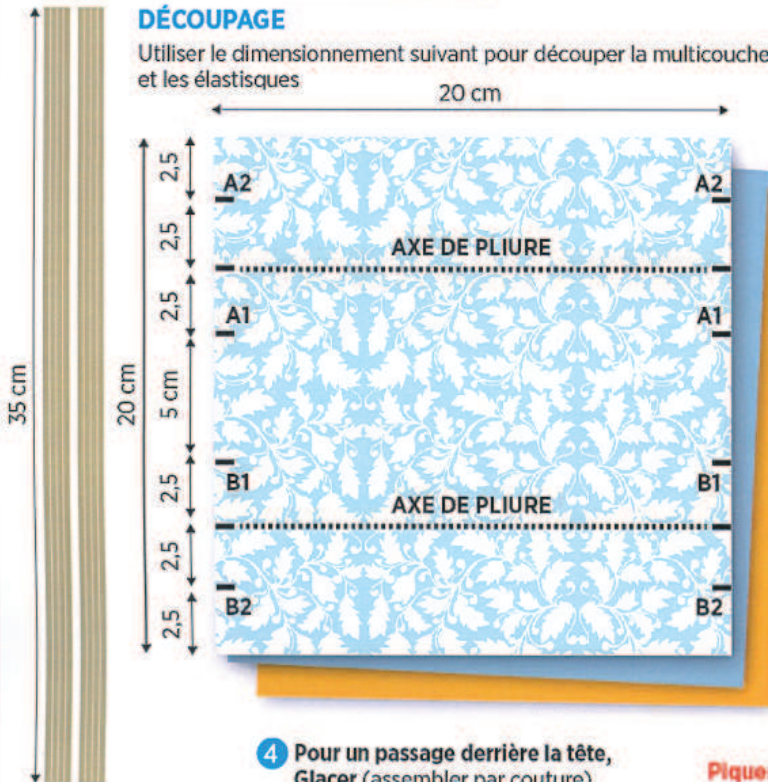 DÉCOUPAGE
Utiliser le dimensionnement suivant pour découper la multicouche
et les élastisques
20 cm
35 cm
20 cm
2,5
2,5
2,5
5 cm
2,5
2,5
2,5
A2 A2
AXE DE PLIURE
A1 A1
B1 B1
AXE DE PLIURE
B2 B2
4 Pour un passage derrière la tête,
Glacer (assembler par couture)
Pique